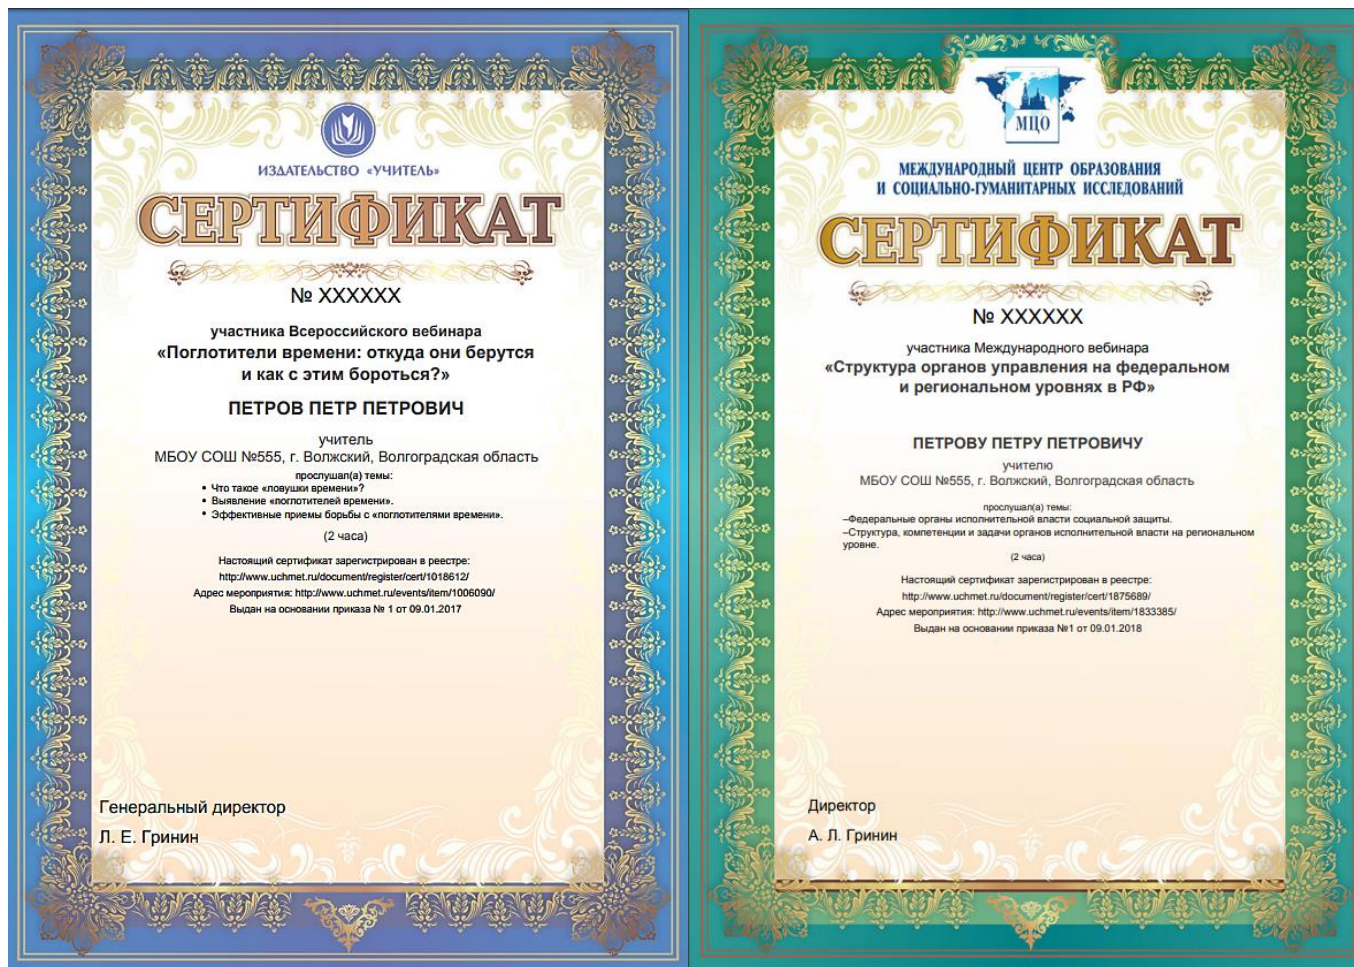 ИЗДАТЕЛЬСТВО «УЧИТЕЛЬ»
СЕРТИФИКАТ
№ XXXXXX
участника Всероссийского вебинара
«Поглотители времени: откуда они берутся
и как с этим бороться?»
ПЕТРОВ ПЕТР ПЕТРОВИЧ
учитель
МБОУ СОШ №555, г. Волжский, Волгоградская область
прослушал(а) темы:
• Что такое «ловушки времени»?
• Выявление «поглотителей времени».
• Эффективные приемы борьбы с «поглотителями времени».
(2 часа)
Настоящий сертификат зарегистрирован в реестре:
http://www.uchmet.ru/document/register/cert/1018612/
Адрес мероприятия: http://www.uchmet.ru/events/item/1006090/
Выдан на основании приказа № 1 от 09.01.2017
Генеральный директор
Л. Е. Гринин
МЦО
МЕЖДУНАРОДНЫЙ ЦЕНТР ОБРАЗОВАНИЯ
И СОЦИАЛЬНО-ГУМАНИТАРНЫХ ИССЛЕДОВАНИЙ
СЕРТИФИКАТ
№ XXXXXX
участника Международного вебинара
«Структура органов управления на федеральном
и региональном уровнях в РФ»
ПЕТРОВУ ПЕТРУ ПЕТРОВИЧУ
учителю
МБОУ СОШ №555, г. Волжский, Волгоградская область
прослушал(а) темы:
–Федеральные органы исполнительной власти социальной защиты.
–Структура, компетенции и задачи органов исполнительной власти на региональном
уровне.
(2 часа)
Настоящий сертификат зарегистрирован в реестре:
http://www.uchmet.ru/document/register/cert/1875689/
Адрес мероприятия: http://www.uchmet.ru/events/item/1833385/
Выдан на основании приказа №1 от 09.01.2018
Директор
А. Л. Гринин